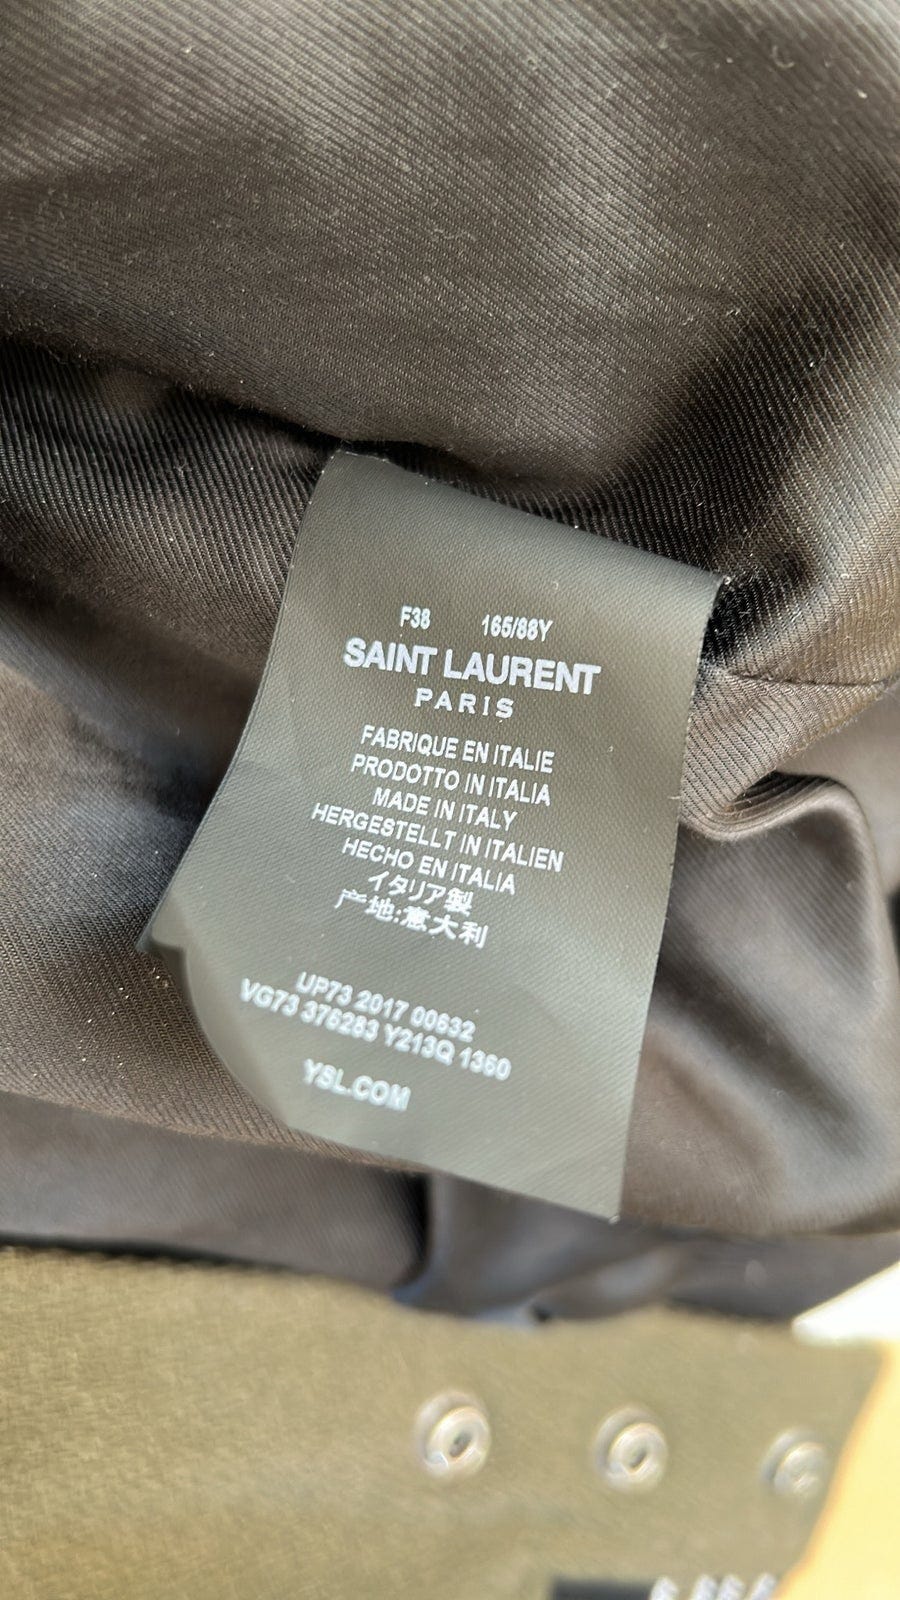 F38 165/88Y
SAINT LAURENT
PARIS
FABRIQUE EN ITALIE
PRODOTTO IN ITALIA
MADE IN ITALY
HERGESTELLT IN ITALIEN
HECHO EN ITALIA
イタリア製
产地:意大利
UP73 2017 00632
VG73 376283 Y213Q 1360
YSL.COM